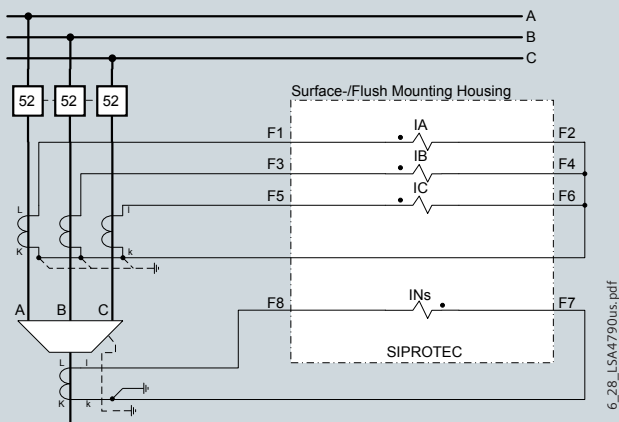 A
B
C
52 52 52
Surface-/Flush Mounting Housing
F1 IA F2
F3 IB F4
F5 IC F6
L l
K k
A B C
F8 INs F7
SIPROTEC
L l
K k
6_28_LSA4790us.pdf